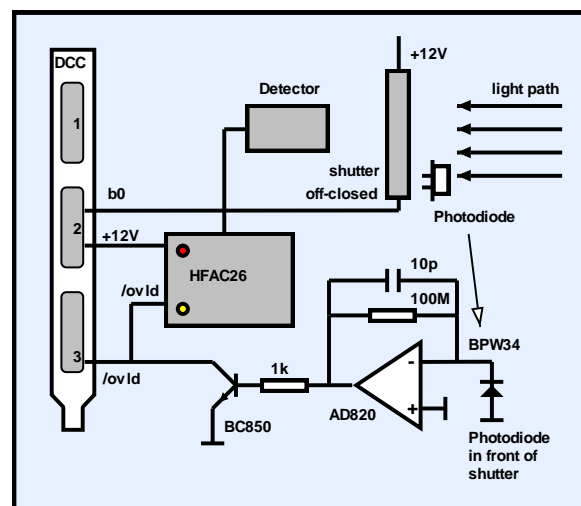 DCC
+12V
Detector
light path
1
shutter
off-closed
b0
2
+12V
Photodiode
HFAC26
10p
/ovld
100M
BPW34
3
/ovld
1k
-
+
BC850
AD820
Photodiode
in front of
shutter